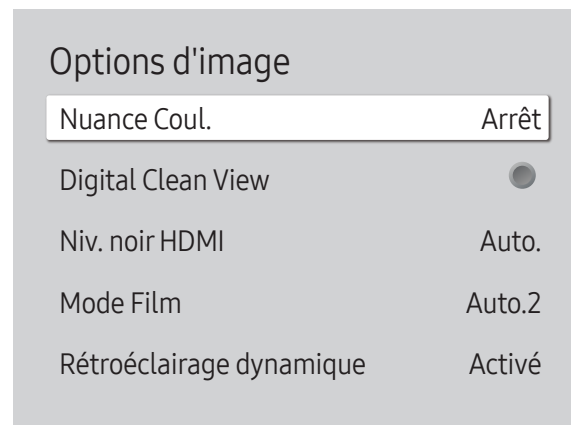 Options d'image
Nuance Coul. Arrêt
Digital Clean View
Niv. noir HDMI Auto.
Mode Film Auto.2
Rétroéclairage dynamique Activé